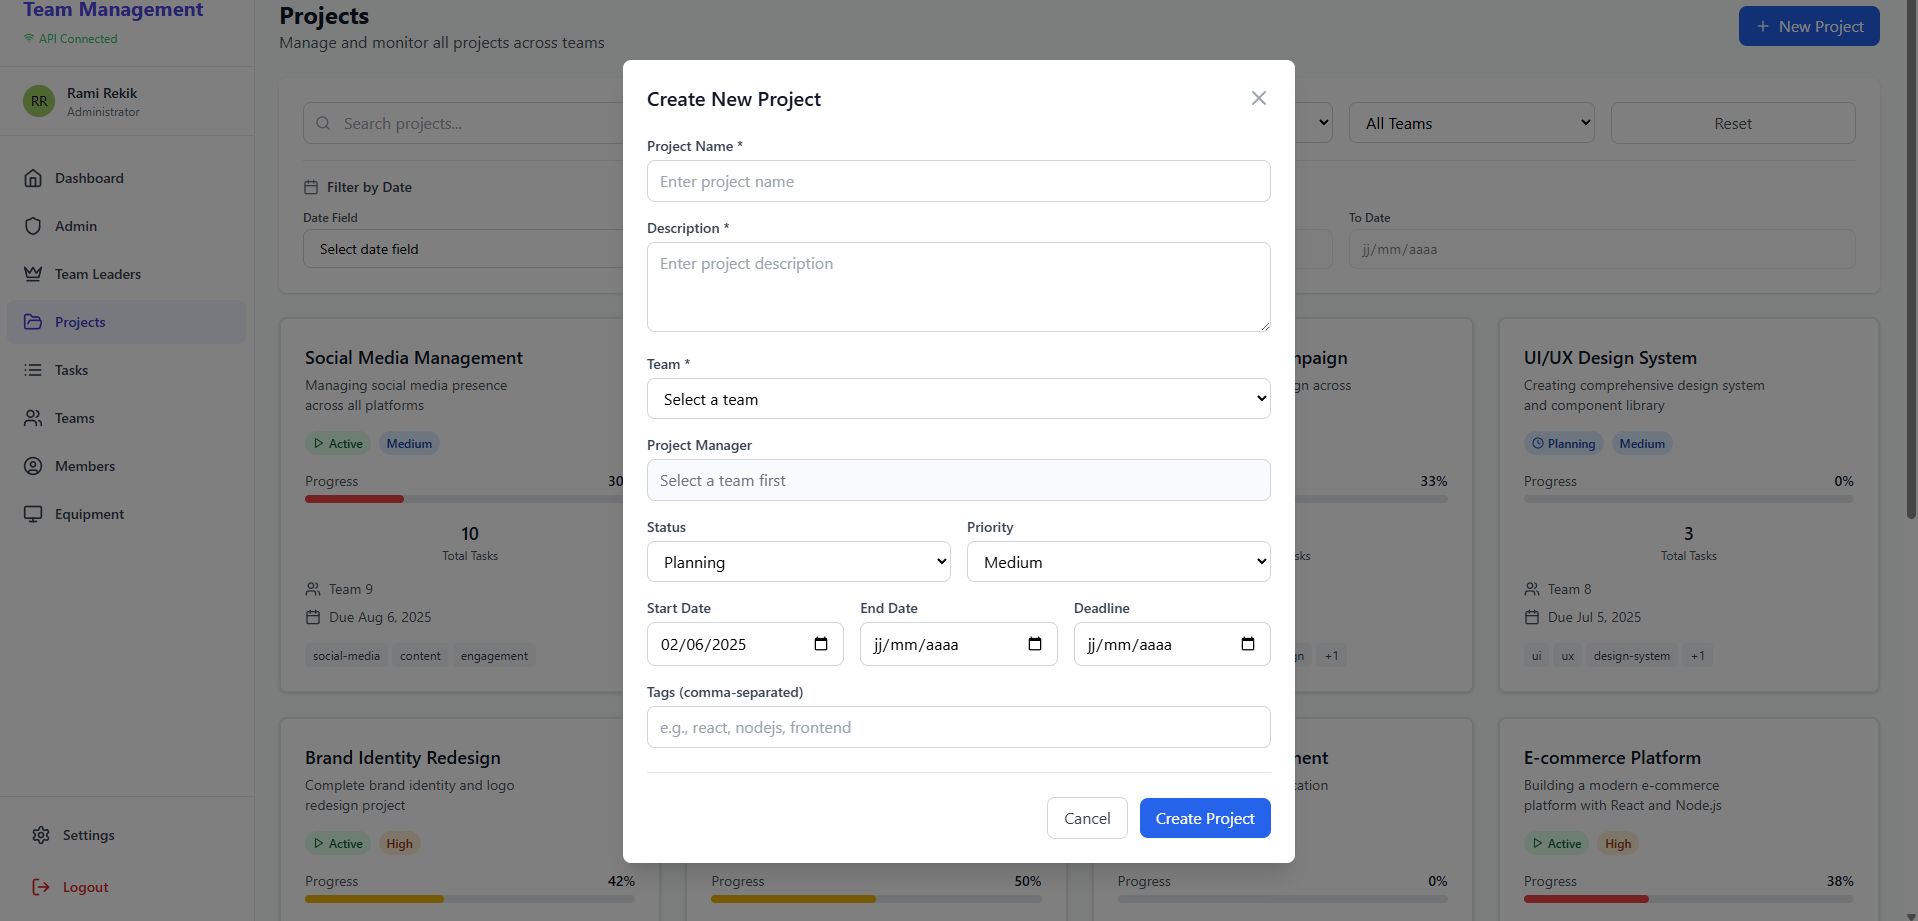 Team Management
API Connected
RR
Rami Rekik
Administrator
Dashboard
Admin
Team Leaders
Projects
Tasks
Teams
Members
Equipment
Settings
Logout
Projects
Manage and monitor all projects across teams
New Project
Search projects...
All Teams
Reset
Filter by Date
Date Field
Select date field
To Date
jj/mm/aaaa
Social Media Management
Managing social media presence
across all platforms
Active
Medium
Progress
30
10
Total Tasks
Team 9
Due Aug 6, 2025
social-media
content
engagement
33%
+1
UI/UX Design System
Creating comprehensive design system
and component library
Planning
Medium
Progress
0%
3
Total Tasks
Team 8
Due Jul 5, 2025
ui
ux
design-system
+1
Brand Identity Redesign
Complete brand identity and logo
redesign project
Active
High
Progress
42%
Progress
50%
Progress
0%
E-commerce Platform
Building a modern e-commerce
platform with React and Node.js
Active
High
Progress
38%
Create New Project
Project Name *
Enter project name
Description *
Enter project description
Team *
Select a team
Project Manager
Select a team first
Status
Planning
Priority
Medium
Start Date
02/06/2025
End Date
jj/mm/aaaa
Deadline
jj/mm/aaaa
Tags (comma-separated)
e.g., react, nodejs, frontend
Cancel
Create Project